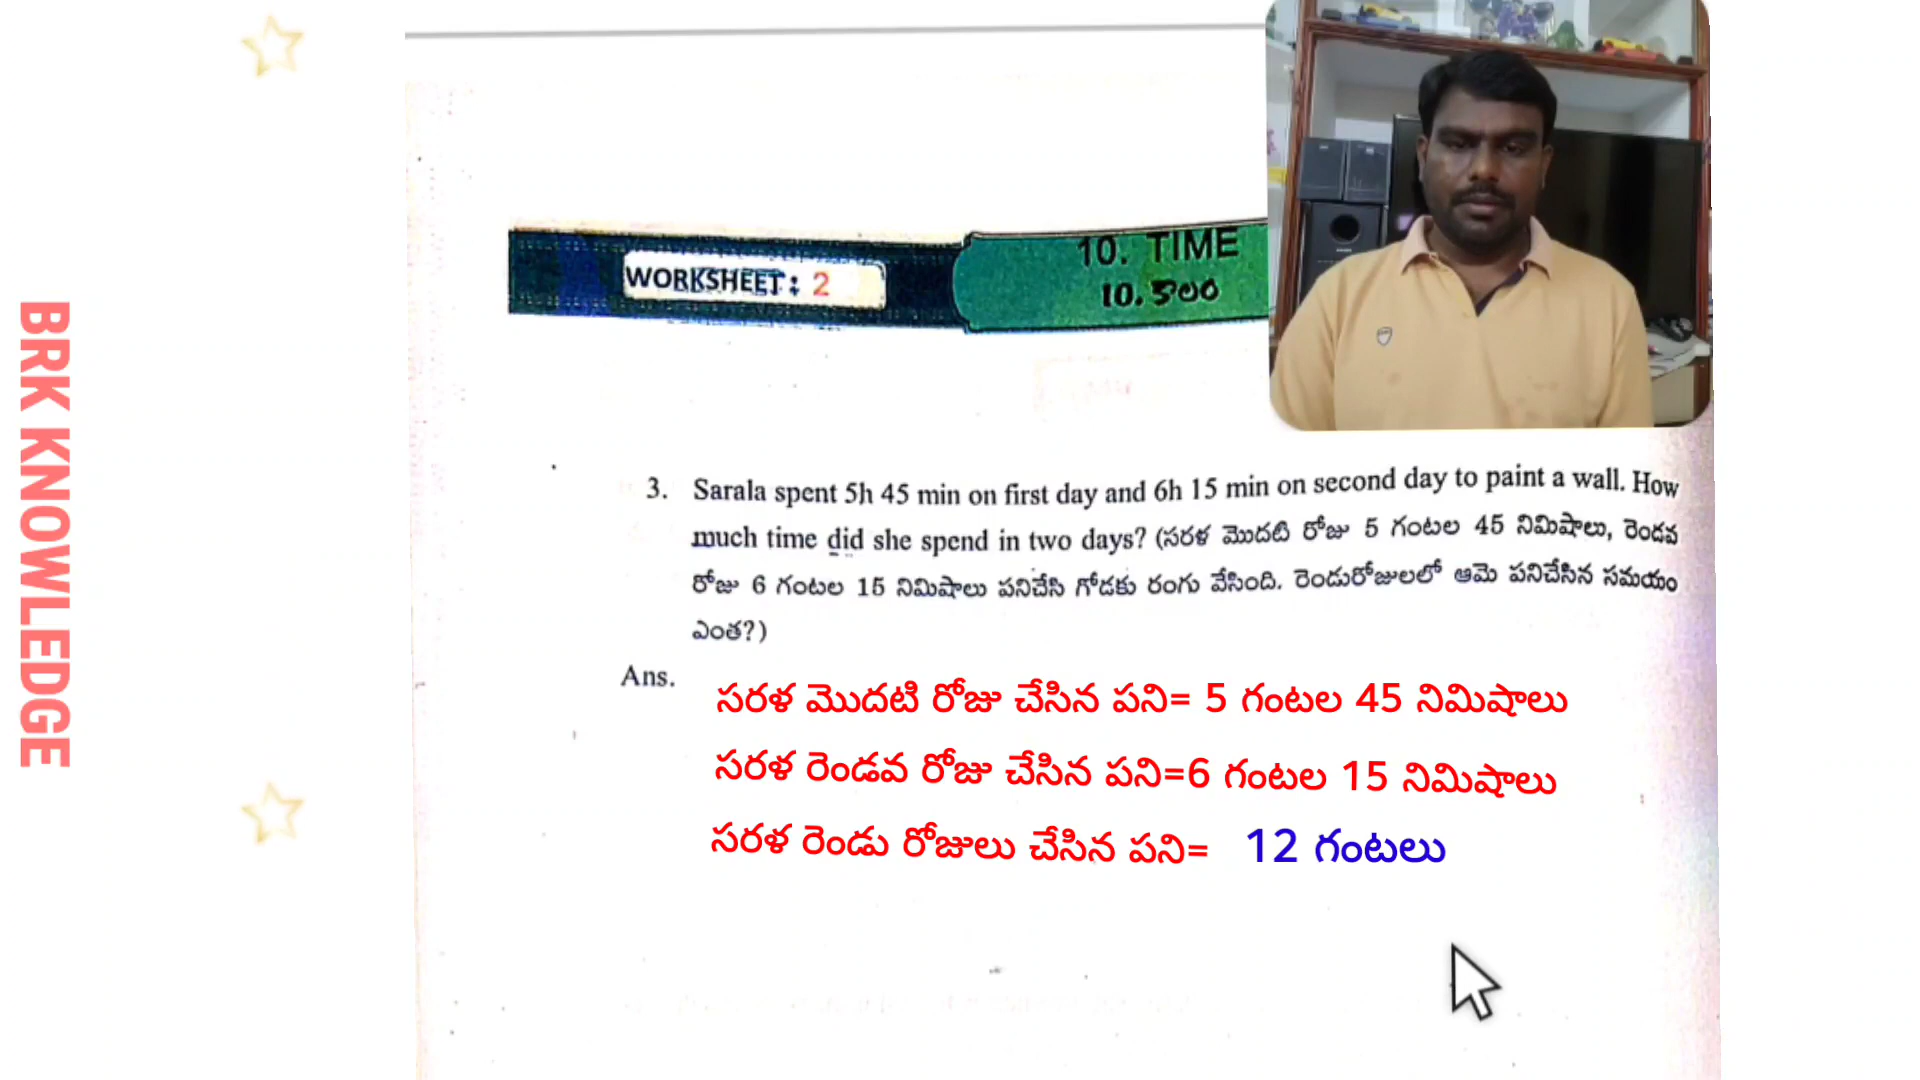 BRK KNOWLEDGE
WORKSHEET: 2
10. TIME
10. కాలం
3. Sarala spent 5h 45 min on first day and 6h 15 min on second day to paint a wall. How
much time did she spend in two days? (సరళ మొదటి రోజు 5 గంటల 45 నిమిషాలు, రెండవ
రోజు 6 గంటల 15 నిమిషాలు పనిచేసి గోడకు రంగు వేసింది. రెండురోజులలో ఆమె పనిచేసిన సమయం
ఎంత?)
Ans.
సరళ మొదటి రోజు చేసిన పని= 5 గంటల 45 నిమిషాలు
సరళ రెండవ రోజు చేసిన పని=6 గంటల 15 నిమిషాలు
సరళ రెండు రోజులు చేసిన పని= 12 గంటలు